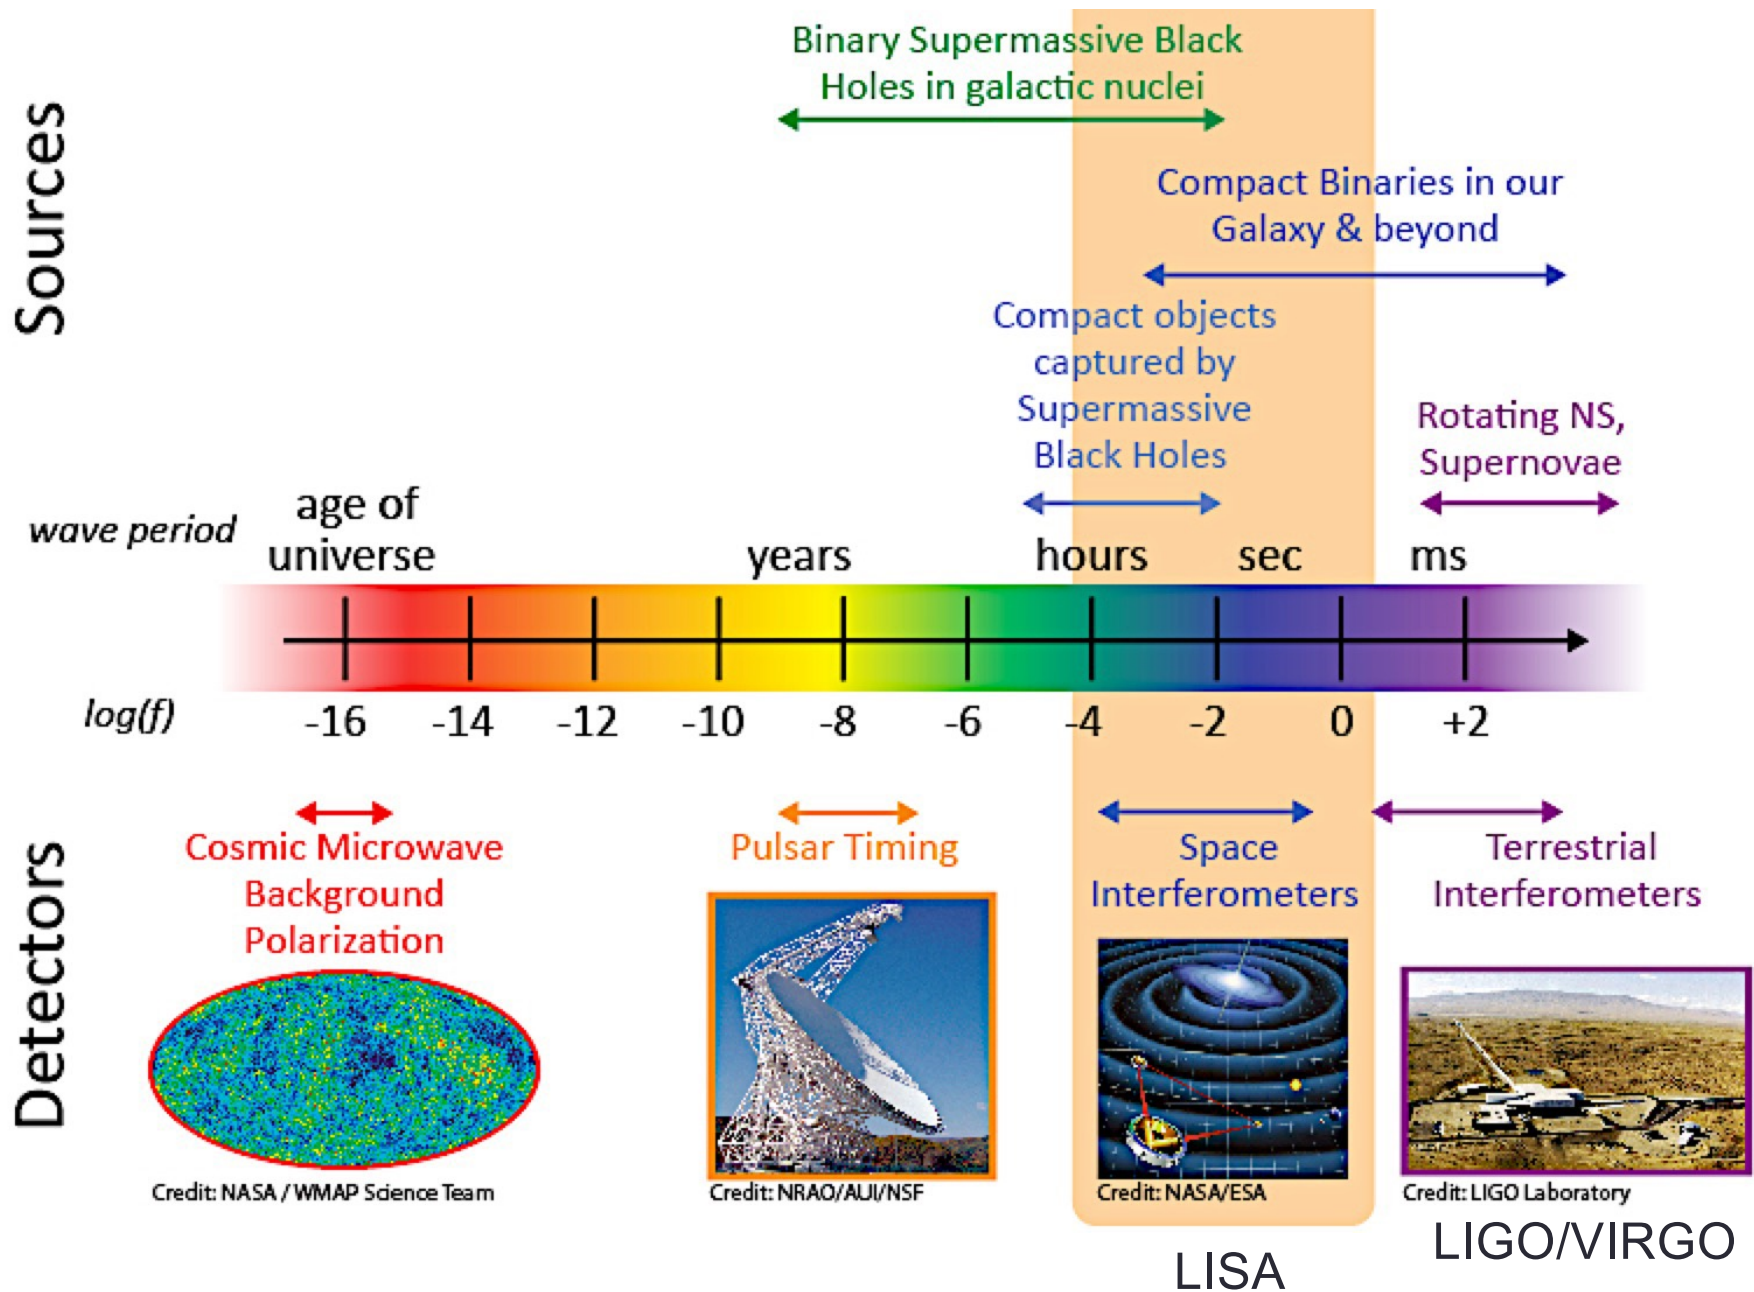 Sources
Binary Supermassive Black
Holes in galactic nuclei
Compact Binaries in our
Galaxy & beyond
Compact objects
captured by
Supermassive
Black Holes
Rotating NS,
Supernovae
wave period
age of
universe
years
hours
sec
ms
log(f)
-16
-14
-12
-10
-8
-6
-4
-2
0
+2
Detectors
Cosmic Microwave
Background
Polarization
Credit: NASA / WMAP Science Team
Pulsar Timing
Credit: NRAO/AUI/NSF
Space
Interferometers
Credit: NASA/ESA
LISA
Terrestrial
Interferometers
Credit: LIGO Laboratory
LIGO/VIRGO